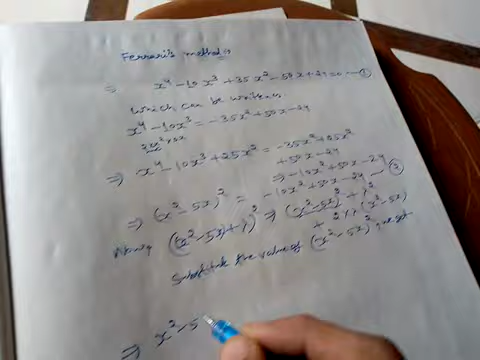 Ferrari's method :-
⇒ x⁴ - 10x³ + 35x² - 50x + 24 = 0 —①
Which can be written
x⁴ - 10x³ = -35x² + 50x - 24
⇒ x⁴ - 10x³ + 25x² = -35x² + 25x²
+ 50x - 24
⇒ -10x² + 50x - 24
⇒ (x² - 5x)² = -10x² + 50x - 24 —②
Now, ((x² - 5x) + λ)² ⇒ (x² - 5x)² + λ²
+ 2λ(x² - 5x)
Substitute the value of (x² - 5x)² we get
⇒ x² - 5